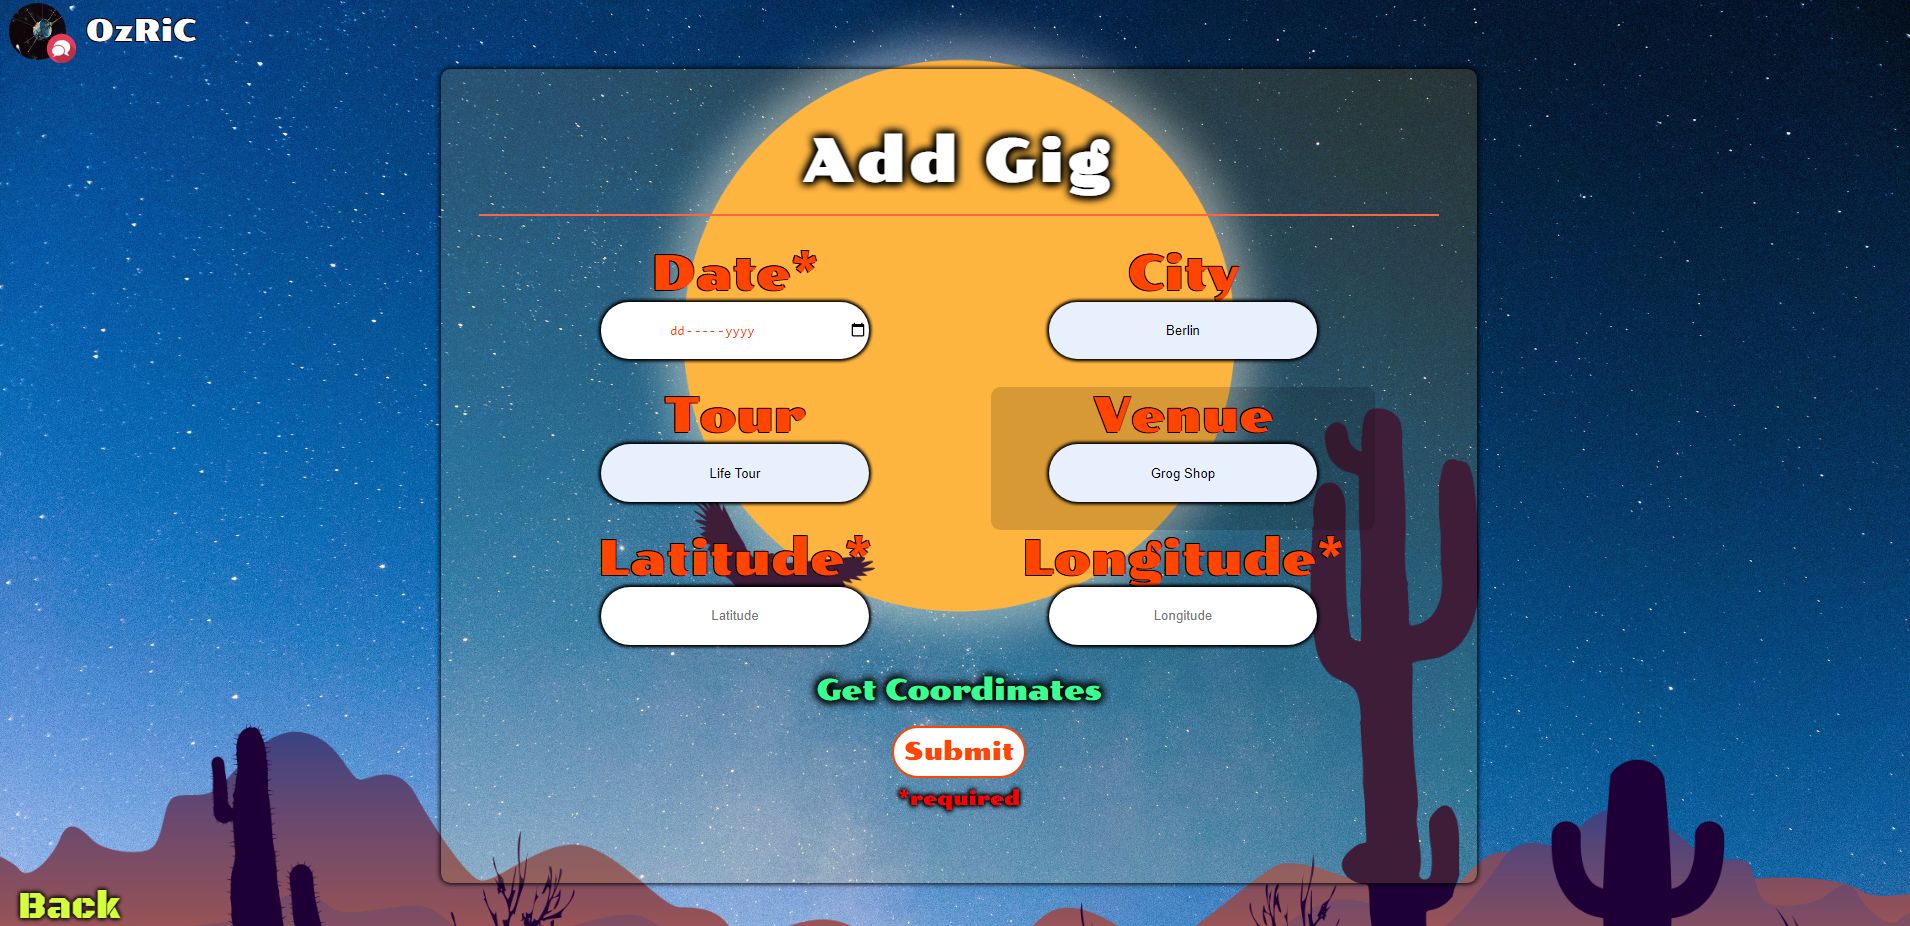 OzRiC
Add Gig
Date*
City
dd-----yyyy
Berlin
Tour
Venue
Life Tour
Grog Shop
Latitude*
Longitude*
Latitude
Longitude
Get Coordinates
Submit
*required
Back